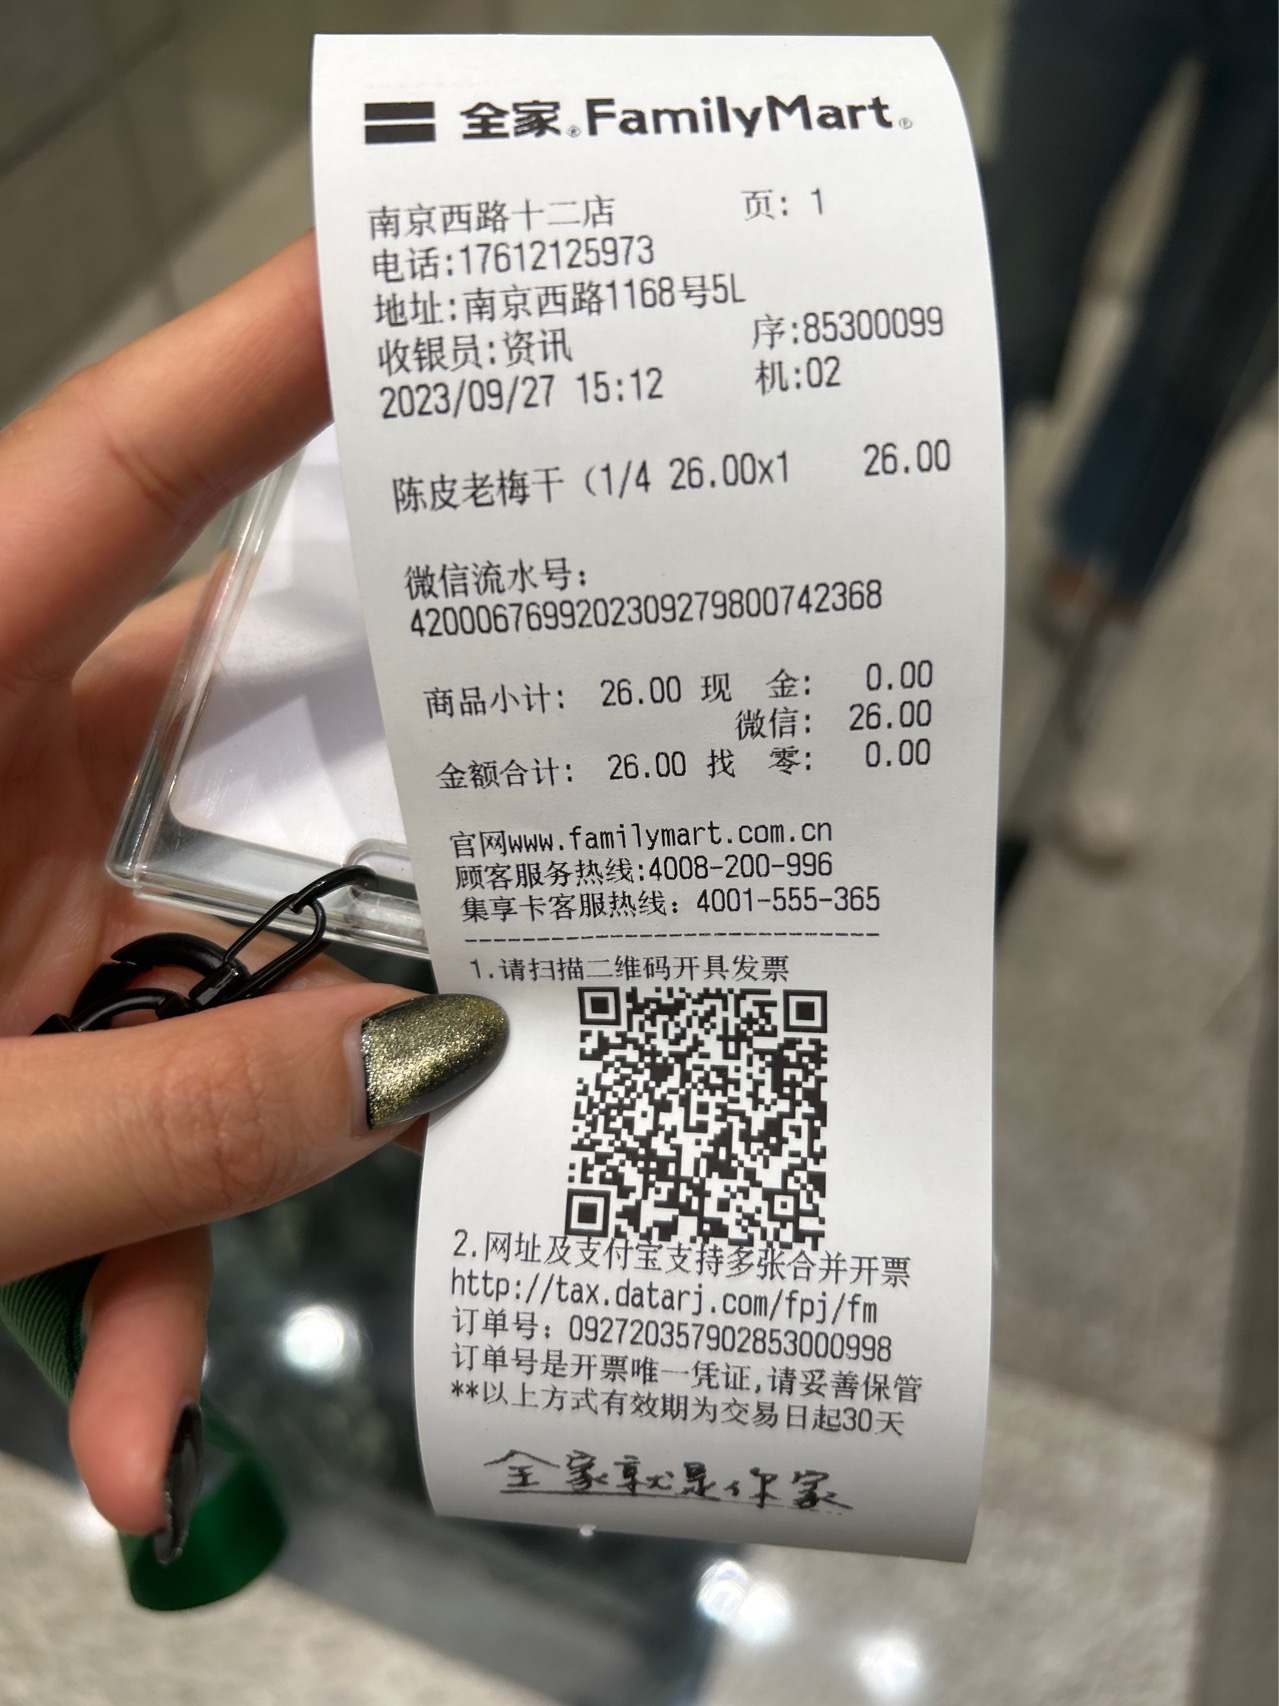 全家®FamilyMart®
南京西路十二店 页: 1
电话:17612125973
地址:南京西路1168号5L
收银员:资讯 序:85300099
2023/09/27 15:12 机:02
陈皮老梅干（1/4 26.00x1 26.00
微信流水号:
4200067699202309279800742368
商品小计: 26.00 现 金: 0.00
微信: 26.00
金额合计: 26.00 找 零: 0.00
官网www.familymart.com.cn
顾客服务热线:4008-200-996
集享卡客服热线: 4001-555-365
1.请扫描二维码开具发票
2.网址及支付宝支持多张合并开票
http://tax.datarj.com/fpj/fm
订单号: 092720357902853000998
订单号是开票唯一凭证,请妥善保管
**以上方式有效期为交易日起30天
全家就是你家